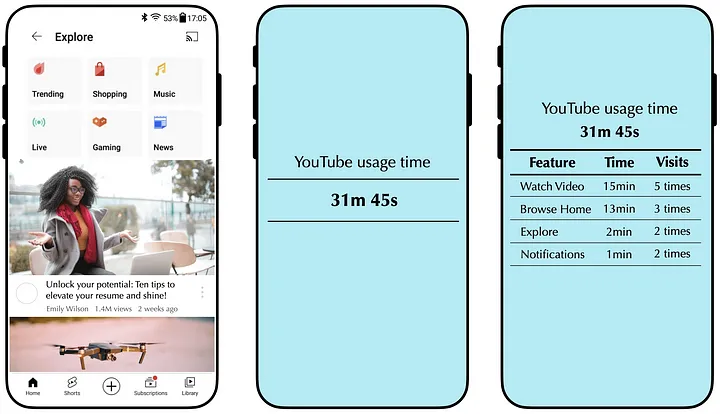 53% 17:05
Explore
Trending Shopping Music
Live Gaming News
Unlock your potential: Ten tips to
elevate your resume and shine!
Emily Wilson 1.4M views 2 weeks ago
Home Shorts Subscriptions Library
YouTube usage time
31m 45s
YouTube usage time
31m 45s
Feature Time Visits
Watch Video 15min 5 times
Browse Home 13min 3 times
Explore 2min 2 times
Notifications 1min 2 times